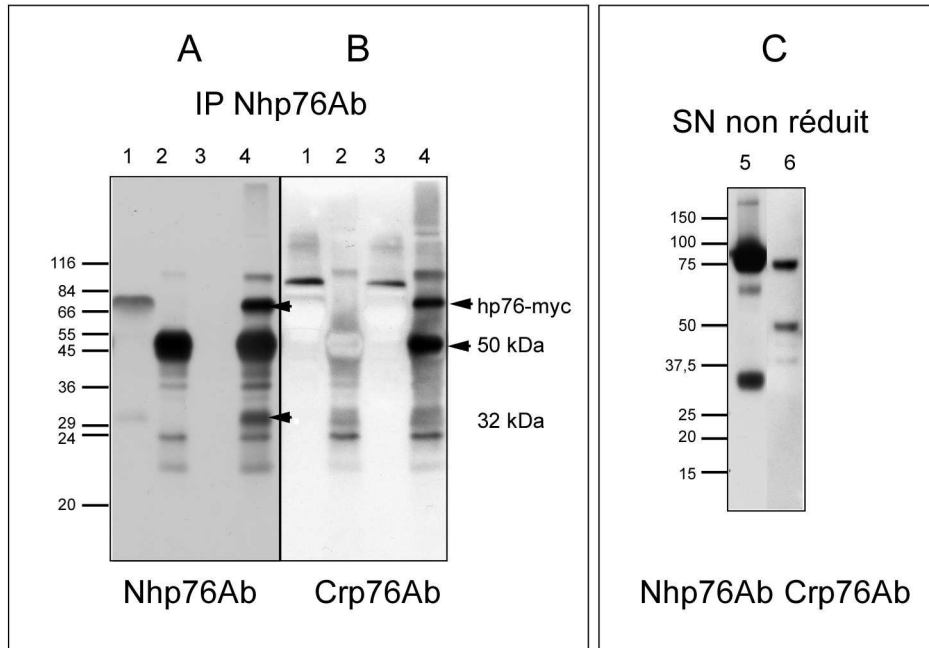 A
B
IP Nhp76Ab
1 2 3 4 1 2 3 4
116
84
66
55
45
36
29
24
20
hp76-myc
50 kDa
32 kDa
Nhp76Ab Crp76Ab
C
SN non réduit
5 6
150
100
75
50
37,5
25
20
15
Nhp76Ab Crp76Ab